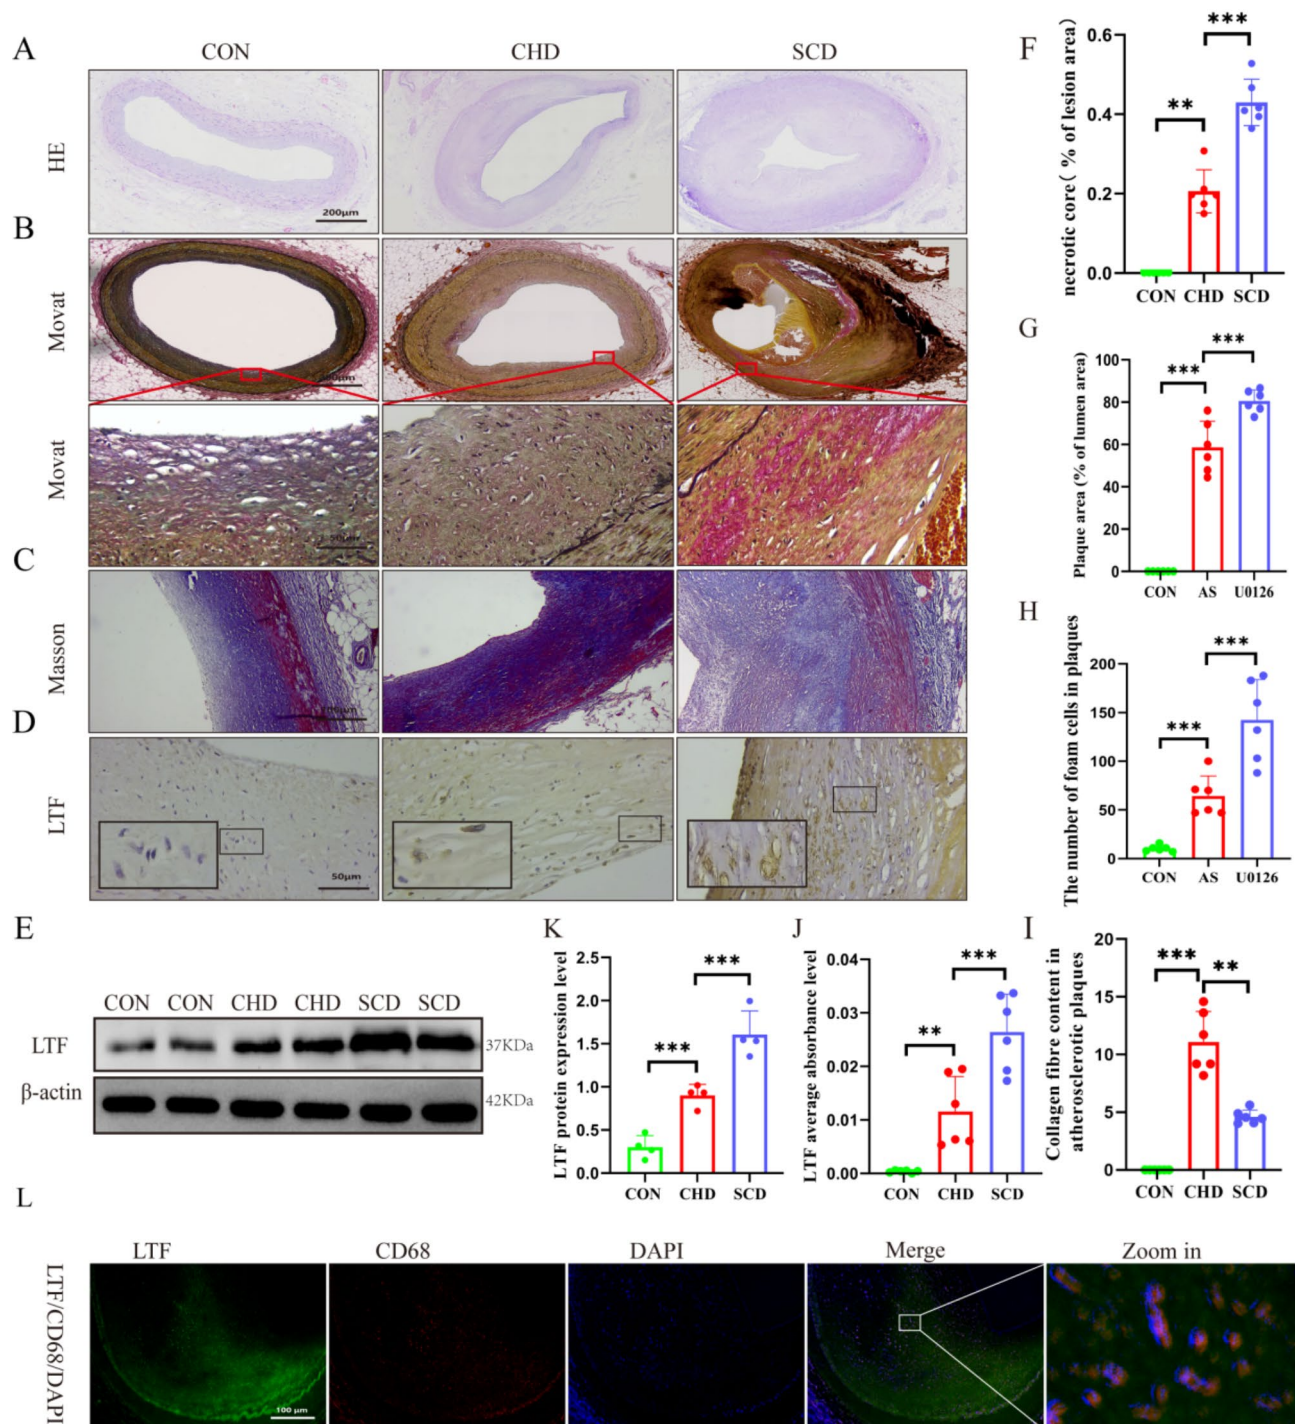 A
CON
CHD
SCD
HE
200μm
B
Movat
Movat
50μm
C
Masson
D
LTF
50μm
E
CON CON CHD CHD SCD SCD
LTF
37KDa
β-actin
42KDa
F
necrotic core( % of lesion area)
0.6
0.4
0.2
0.0
**
***
CON CHD SCD
G
Plaque area (% of lumen area)
100
80
60
40
20
0
***
***
CON AS U0126
H
The number of foam cells in plaques
200
150
100
50
0
***
***
CON AS U0126
K
LTF protein expression level
2.5
2.0
1.5
1.0
0.5
0.0
***
***
CON CHD SCD
J
LTF average absorbance level
0.04
0.03
0.02
0.01
0.00
**
***
CON CHD SCD
I
Collagen fibre content in
atherosclerotic plaques
20
15
10
5
0
***
**
CON CHD SCD
L
LTF
CD68
DAPI
Merge
Zoom in
LTF/CD68/DAPI
100 μm